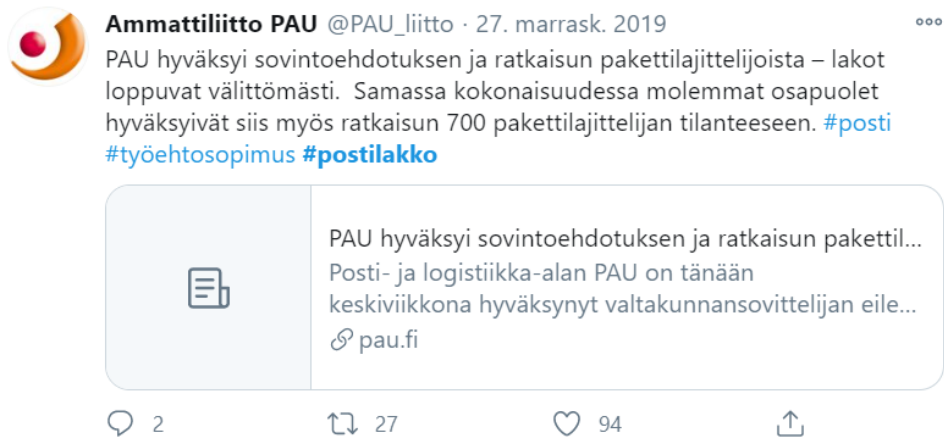 Ammattiliitto PAU @PAU_liitto · 27. marrask. 2019
PAU hyväksyi sovintoehdotuksen ja ratkaisun pakettilajittelijoista – lakot
loppuvat välittömästi. Samassa kokonaisuudessa molemmat osapuolet
hyväksyivät siis myös ratkaisun 700 pakettilajittelijan tilanteeseen. #posti
#työehtosopimus #postilakko
PAU hyväksyi sovintoehdotuksen ja ratkaisun pakettil...
Posti- ja logistiikka-alan PAU on tänään
keskiviikkona hyväksynyt valtakunnansovittelijan eile...
pau.fi
2 27 94